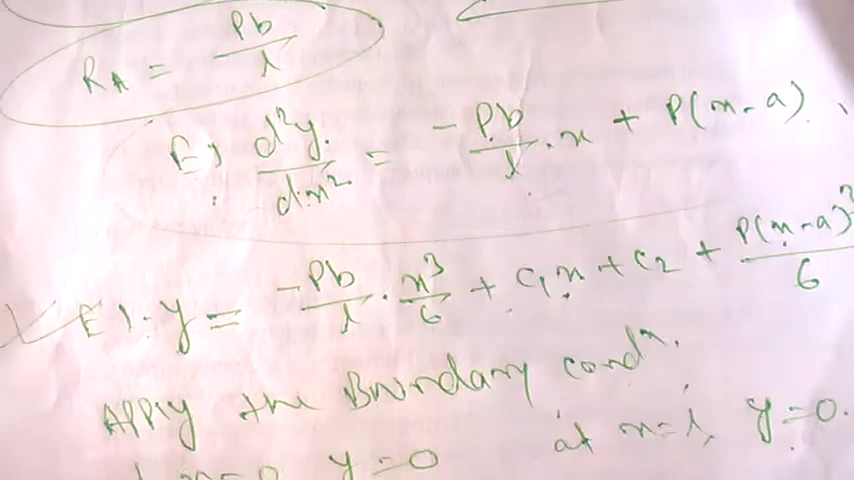 R_A = Pb/l
EI d²y/dx² = - Pb/l · x + P(x-a)
EI·y = -Pb/l · x³/6 + C₁x + C₂ + P(x-a)³/6
Apply the Boundary condⁿ.
at x=l, y=0.
x=0 y=0